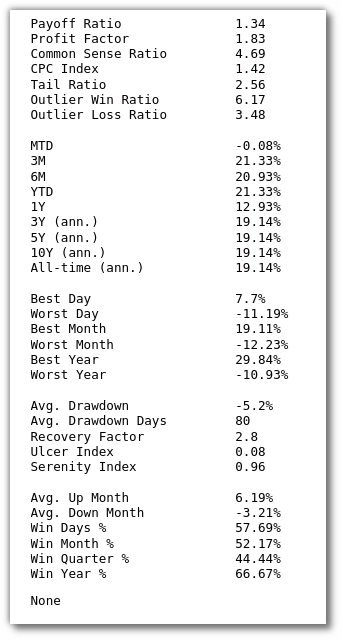 Payoff Ratio 1.34
Profit Factor 1.83
Common Sense Ratio 4.69
CPC Index 1.42
Tail Ratio 2.56
Outlier Win Ratio 6.17
Outlier Loss Ratio 3.48
MTD -0.08%
3M 21.33%
6M 20.93%
YTD 21.33%
1Y 12.93%
3Y (ann.) 19.14%
5Y (ann.) 19.14%
10Y (ann.) 19.14%
All-time (ann.) 19.14%
Best Day 7.7%
Worst Day -11.19%
Best Month 19.11%
Worst Month -12.23%
Best Year 29.84%
Worst Year -10.93%
Avg. Drawdown -5.2%
Avg. Drawdown Days 80
Recovery Factor 2.8
Ulcer Index 0.08
Serenity Index 0.96
Avg. Up Month 6.19%
Avg. Down Month -3.21%
Win Days % 57.69%
Win Month % 52.17%
Win Quarter % 44.44%
Win Year % 66.67%
None